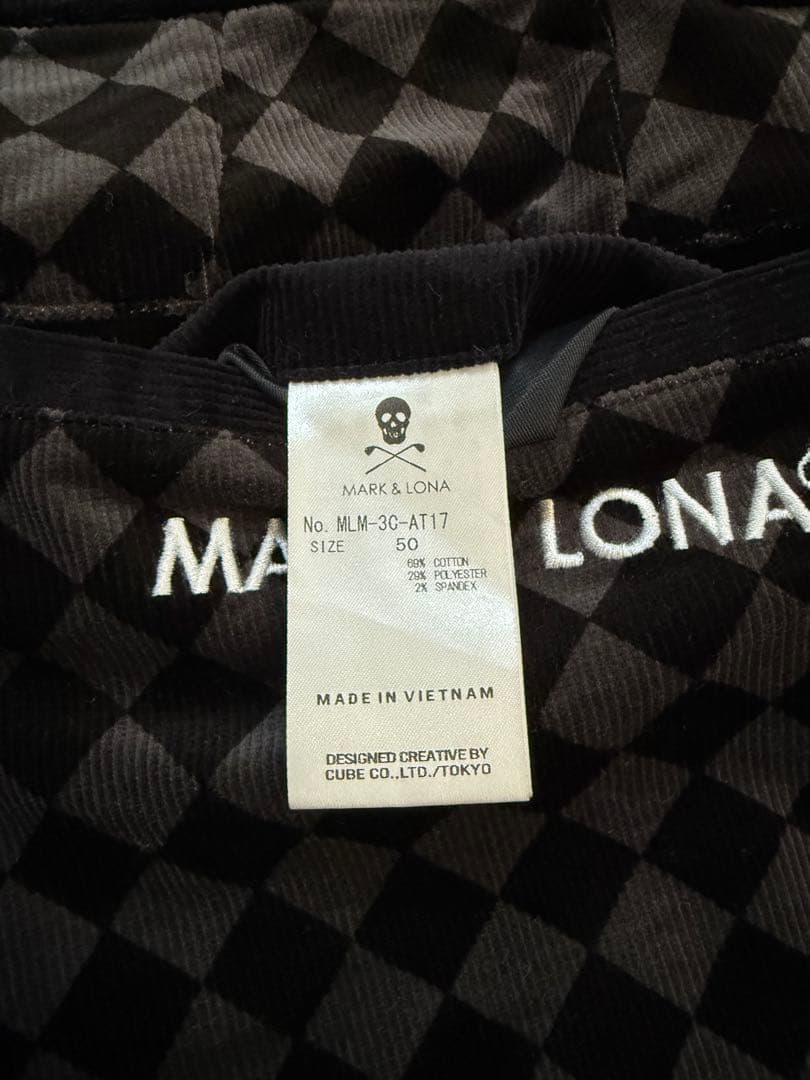 MARK & LONA
No. MLM-3C-AT17
SIZE 50
69% COTTON
29% POLYESTER
2% SPANDEX
MADE IN VIETNAM
DESIGNED CREATIVE BY
CUBE CO.,LTD./TOKYO
MA LONA